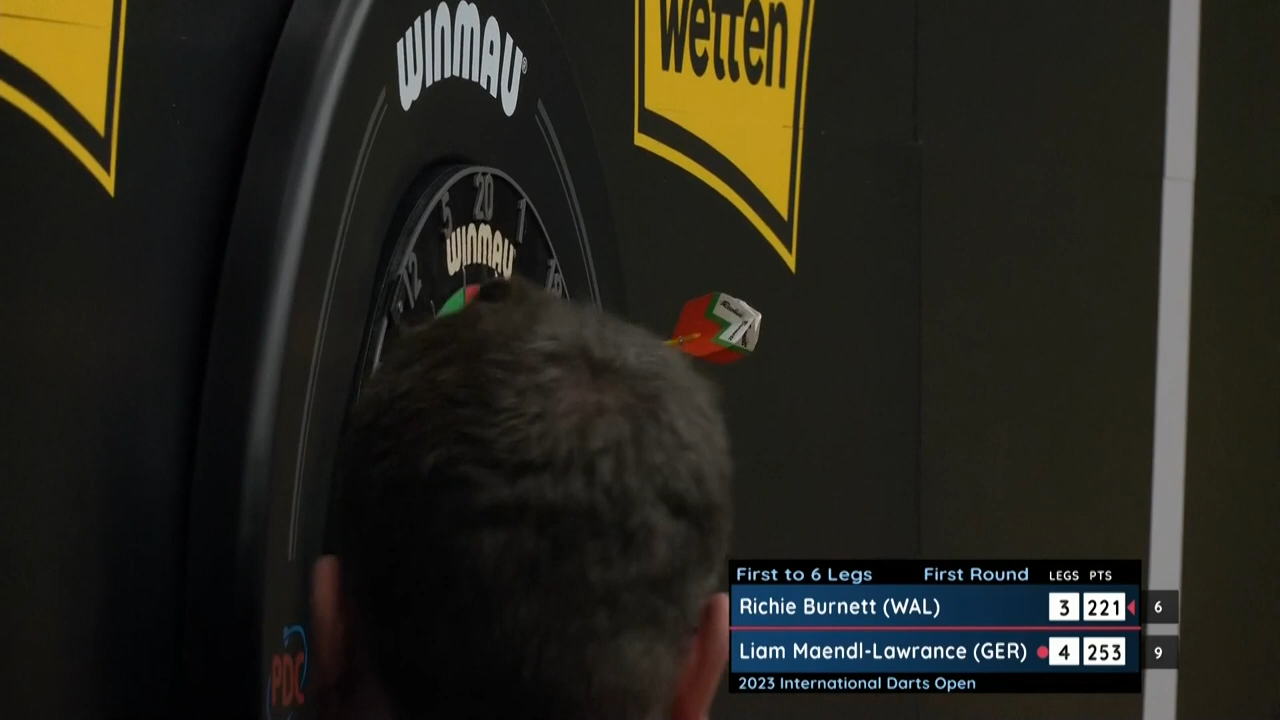 WINMAU
wetten
5 20 1
12 18
WINMAU
7
PDC
First to 6 Legs First Round LEGS PTS
Richie Burnett (WAL) 3 221 6
Liam Maendl-Lawrance (GER) 4 253 9
2023 International Darts Open